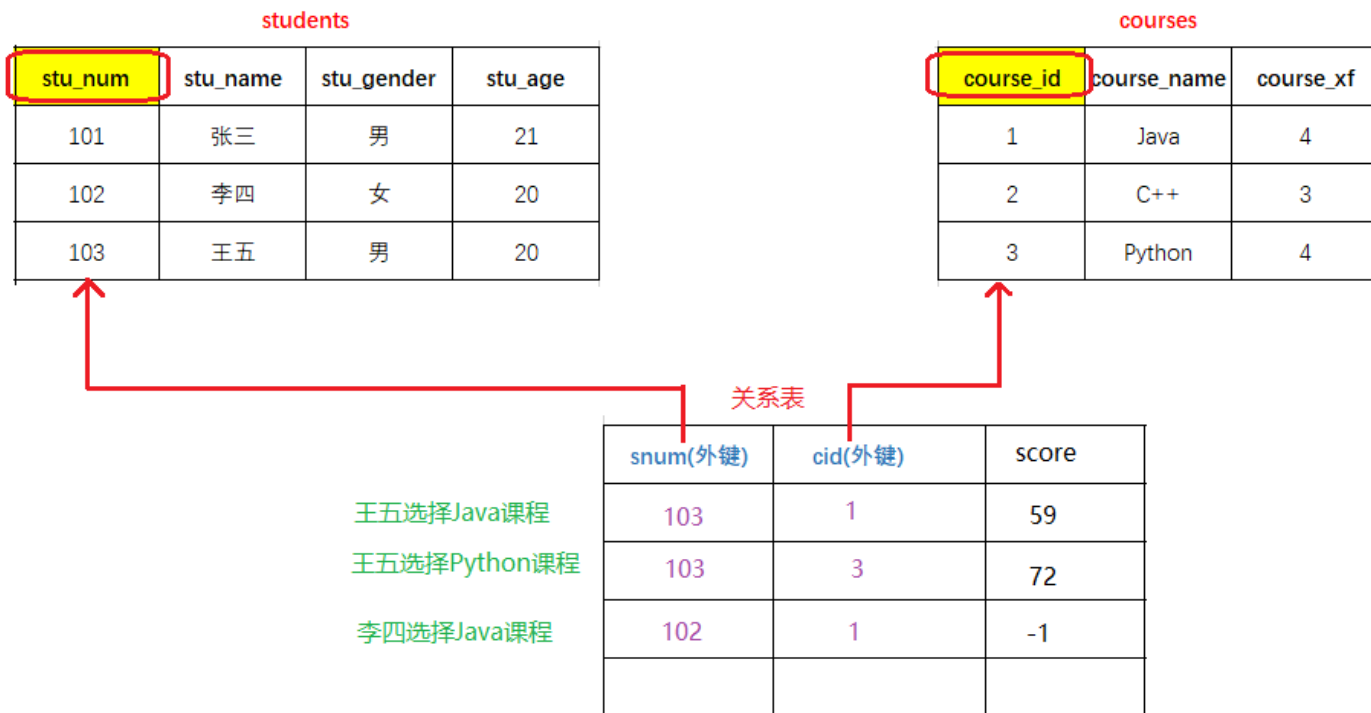 students
courses
stu_num stu_name stu_gender stu_age
course_id course_name course_xf
101 张三 男 21
1 Java 4
102 李四 女 20
2 C++ 3
103 王五 男 20
3 Python 4
关系表
snum(外键) cid(外键) score
王五选择Java课程 103 1 59
王五选择Python课程 103 3 72
李四选择Java课程 102 1 -1